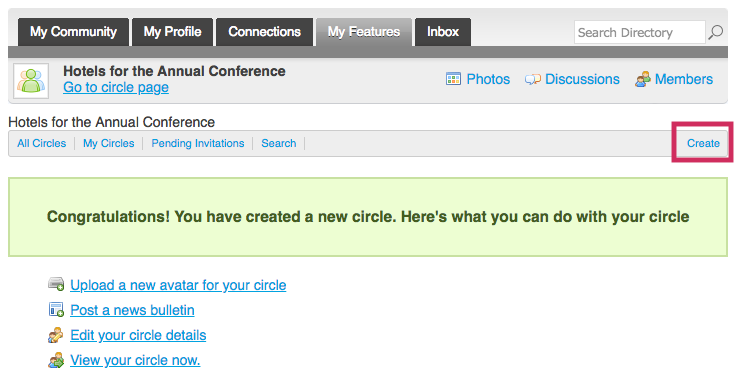 My Community My Profile Connections My Features Inbox Search Directory
Hotels for the Annual Conference
Go to circle page Photos Discussions Members
Hotels for the Annual Conference
All Circles My Circles Pending Invitations Search Create
Congratulations! You have created a new circle. Here's what you can do with your circle
Upload a new avatar for your circle
Post a news bulletin
Edit your circle details
View your circle now.